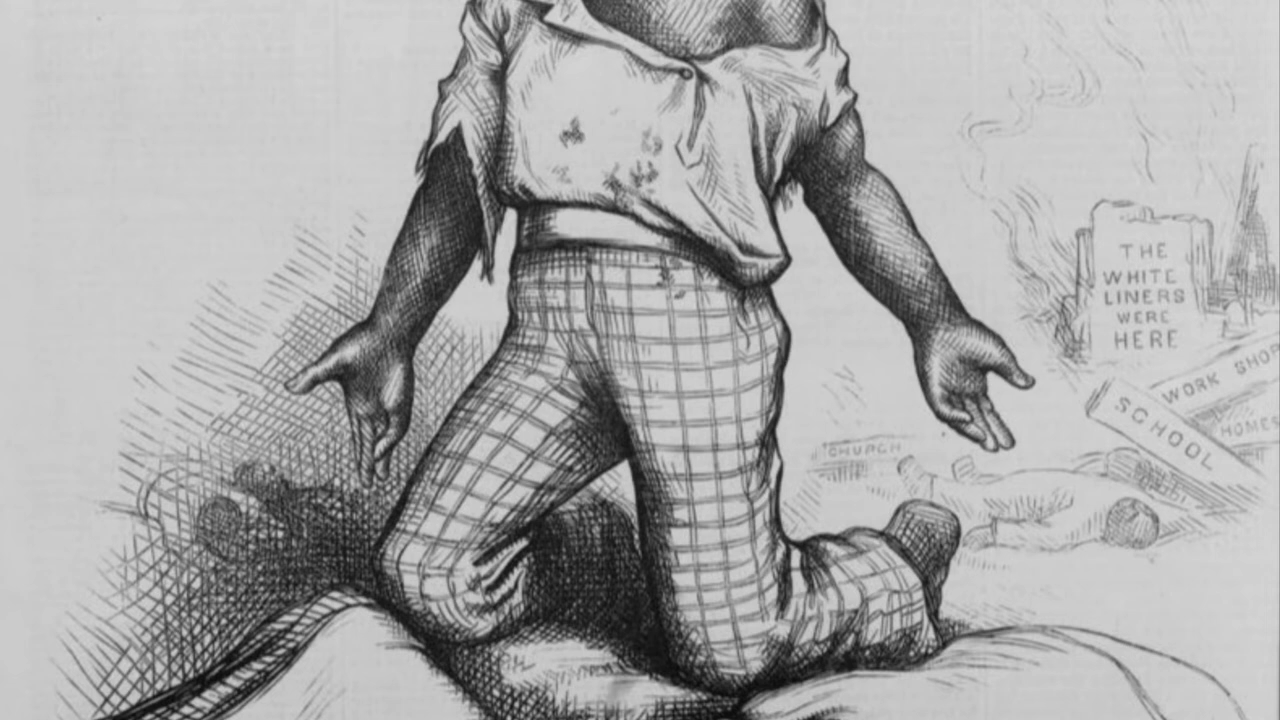 THE
WHITE
LINERS
WERE
HERE
WORK SHOP
SCHOOL
HOMES
CHURCH